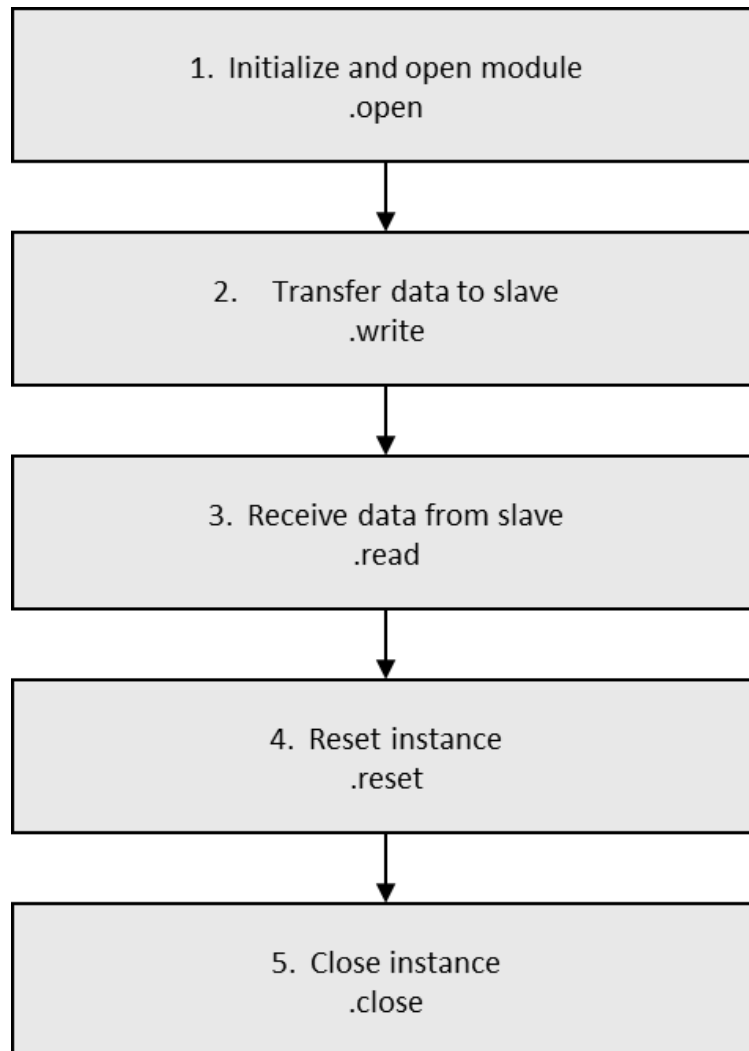 1. Initialize and open module
.open
2. Transfer data to slave
.write
3. Receive data from slave
.read
4. Reset instance
.reset
5. Close instance
.close